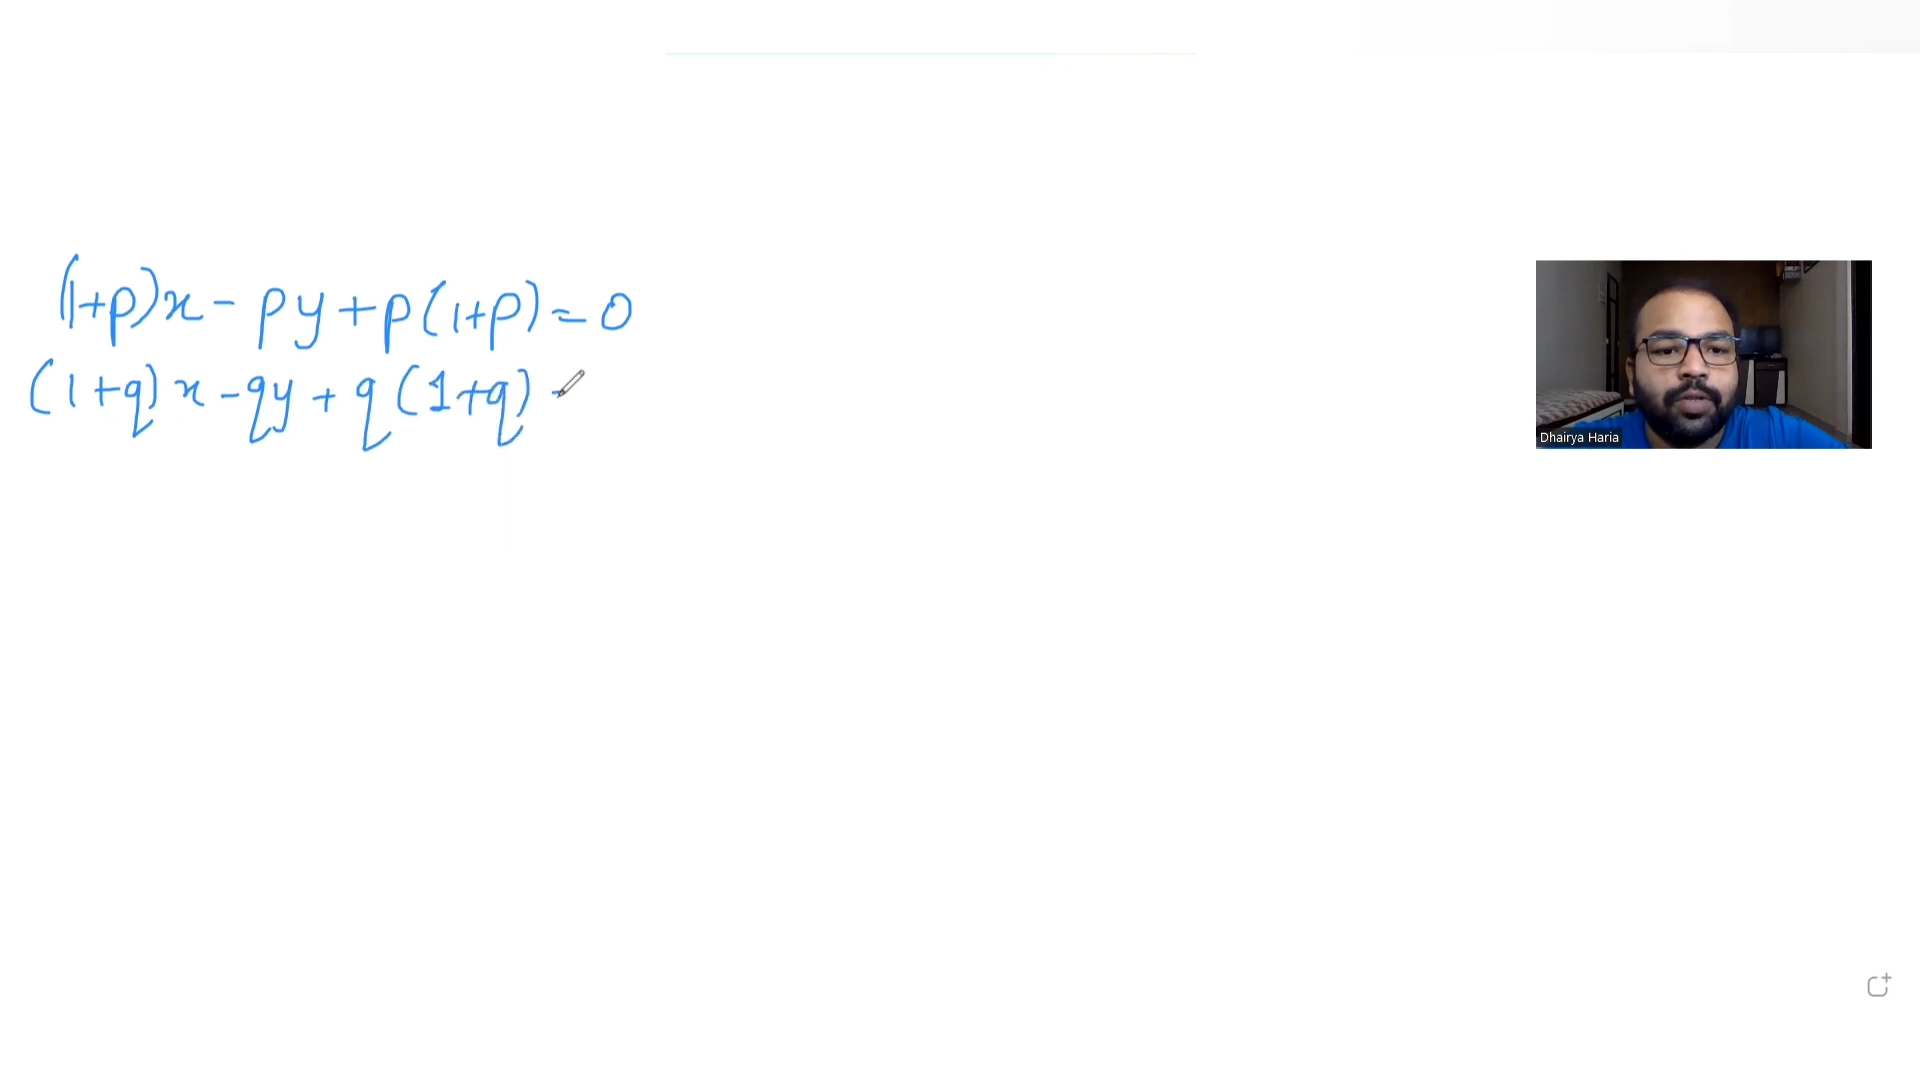 (1+p)x - py + p(1+p) = 0
(1+q)x - qy + q(1+q) -
Dhairya Haria